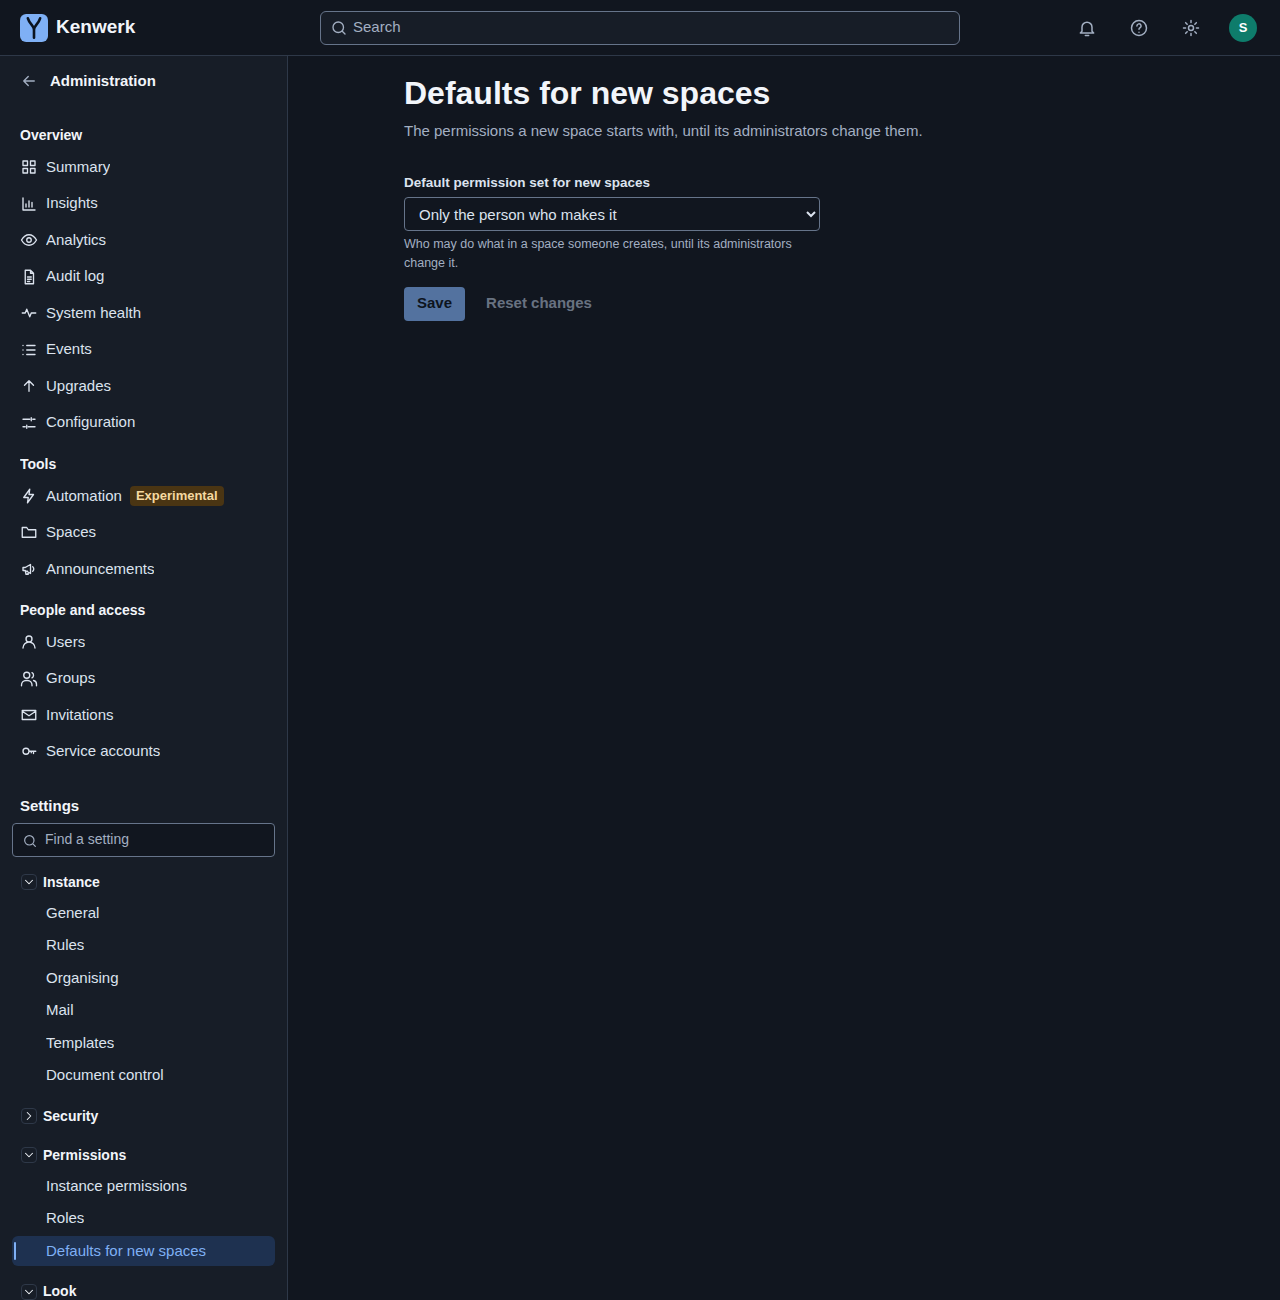 Kenwerk
Search
S
Administration
Overview
Summary
Insights
Analytics
Audit log
System health
Events
Upgrades
Configuration
Tools
Automation Experimental
Spaces
Announcements
People and access
Users
Groups
Invitations
Service accounts
Settings
Find a setting
Instance
General
Rules
Organising
Mail
Templates
Document control
Security
Permissions
Instance permissions
Roles
Defaults for new spaces
Look
Defaults for new spaces
The permissions a new space starts with, until its administrators change them.
Default permission set for new spaces
Only the person who makes it
Who may do what in a space someone creates, until its administrators
change it.
Save Reset changes